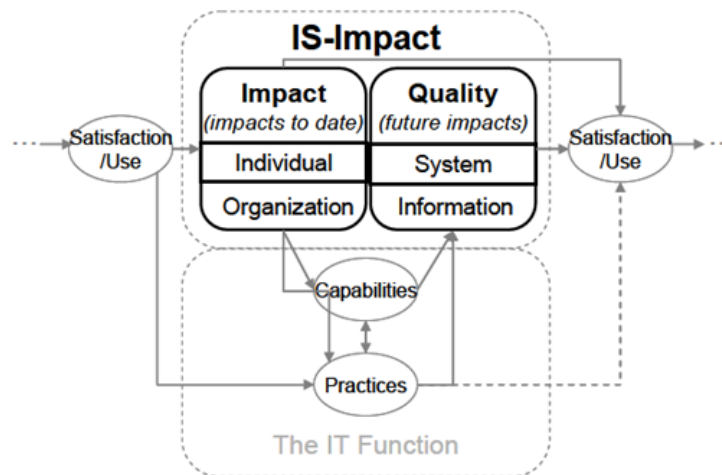 IS-Impact
Impact
(impacts to date)
Individual
Organization
Quality
(future impacts)
System
Information
Satisfaction
/Use
Satisfaction
/Use
Capabilities
Practices
The IT Function